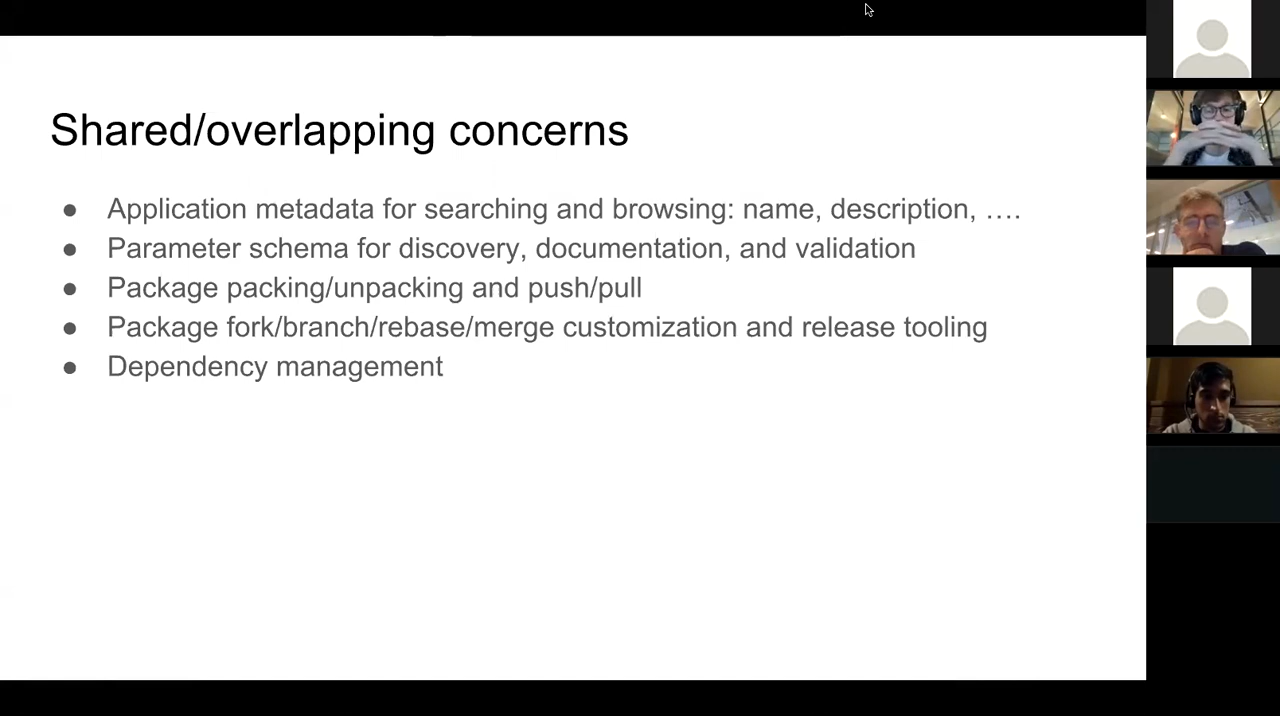 Shared/overlapping concerns
● Application metadata for searching and browsing: name, description, ….
● Parameter schema for discovery, documentation, and validation
● Package packing/unpacking and push/pull
● Package fork/branch/rebase/merge customization and release tooling
● Dependency management